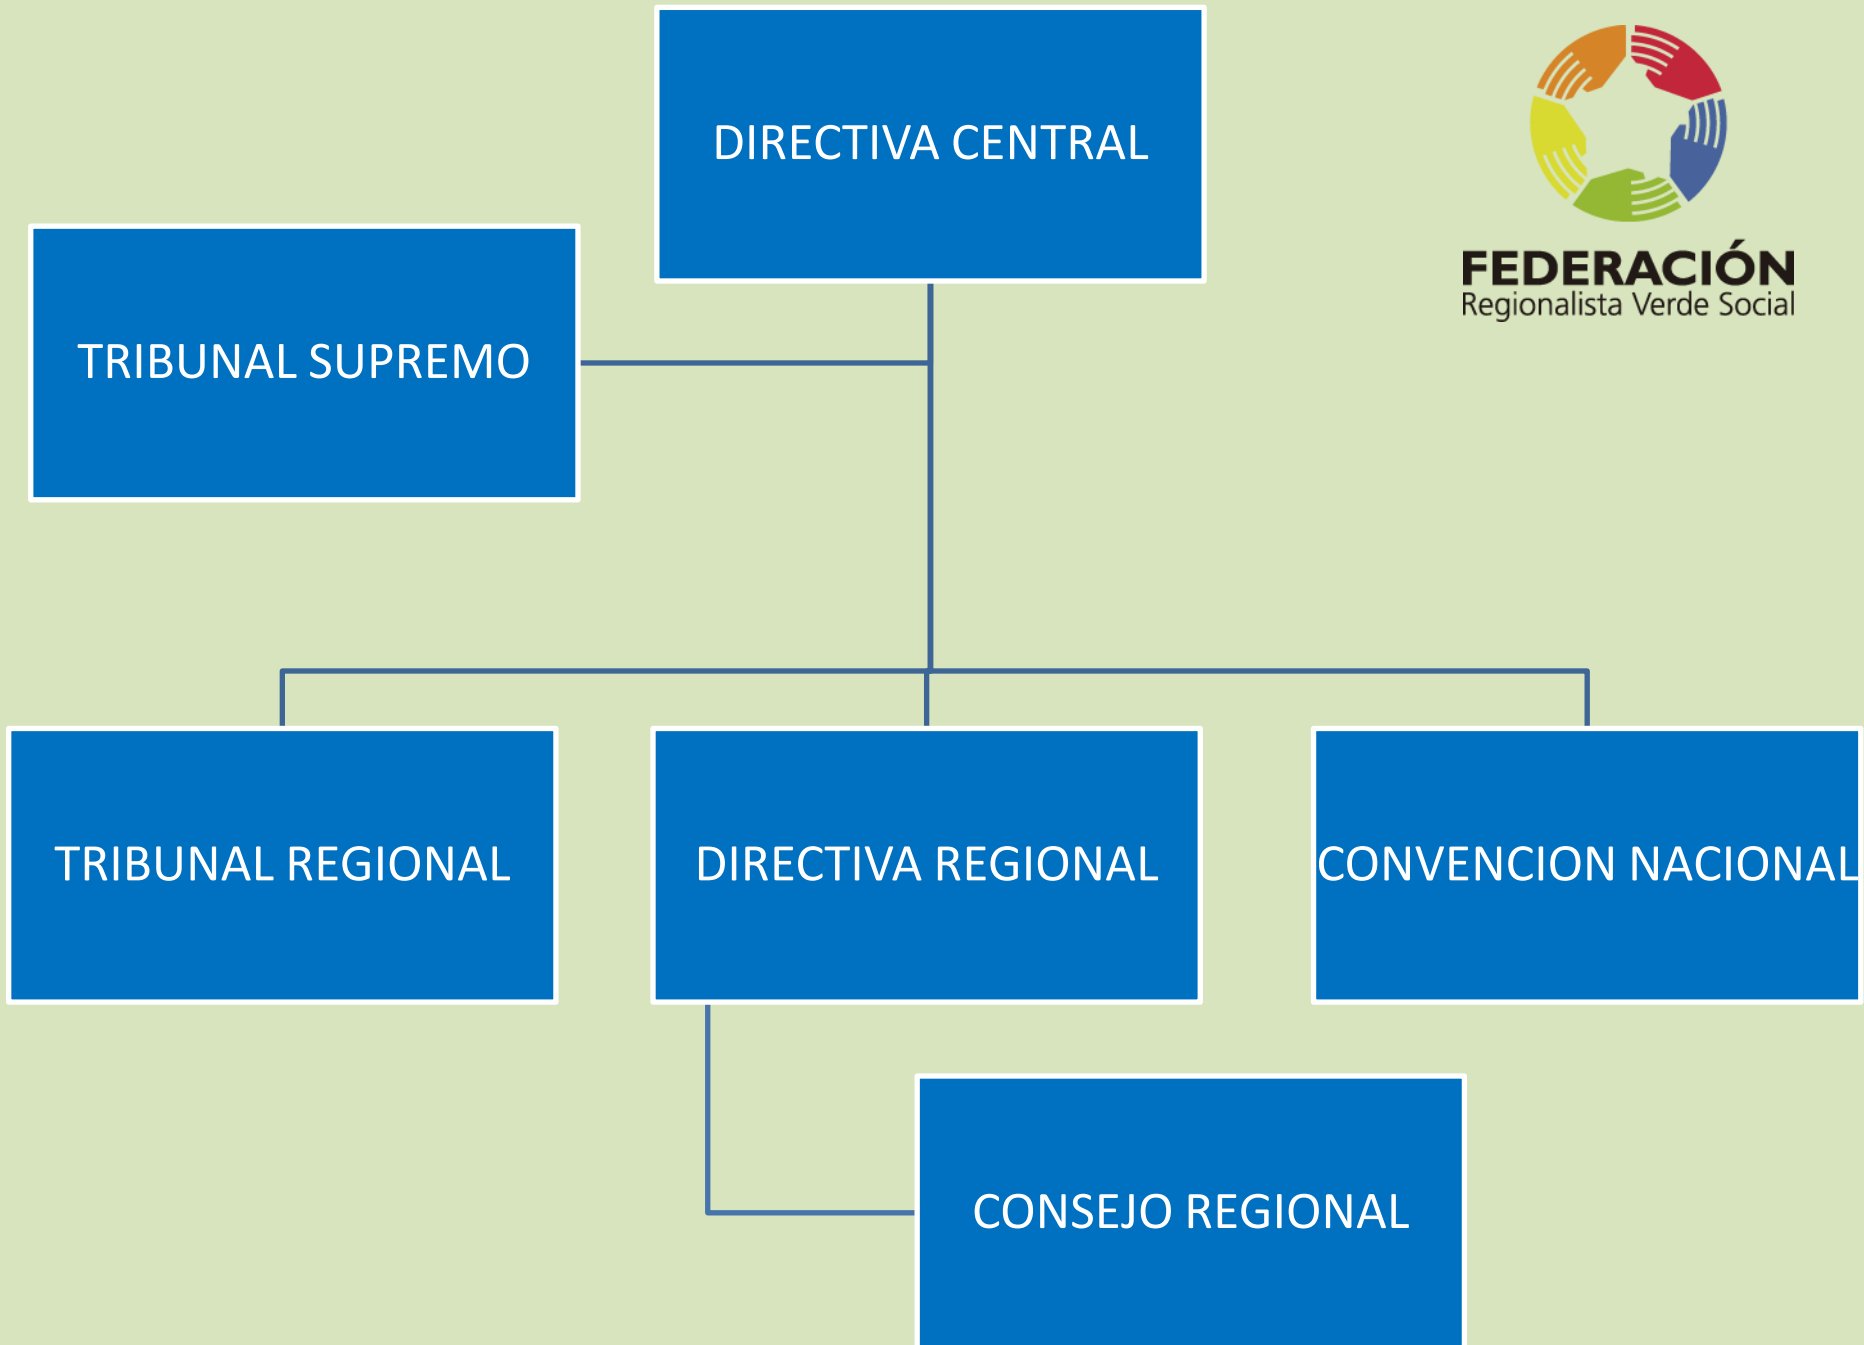 DIRECTIVA CENTRAL
FEDERACIÓN
Regionalista Verde Social
TRIBUNAL SUPREMO
TRIBUNAL REGIONAL
DIRECTIVA REGIONAL
CONVENCION NACIONAL
CONSEJO REGIONAL